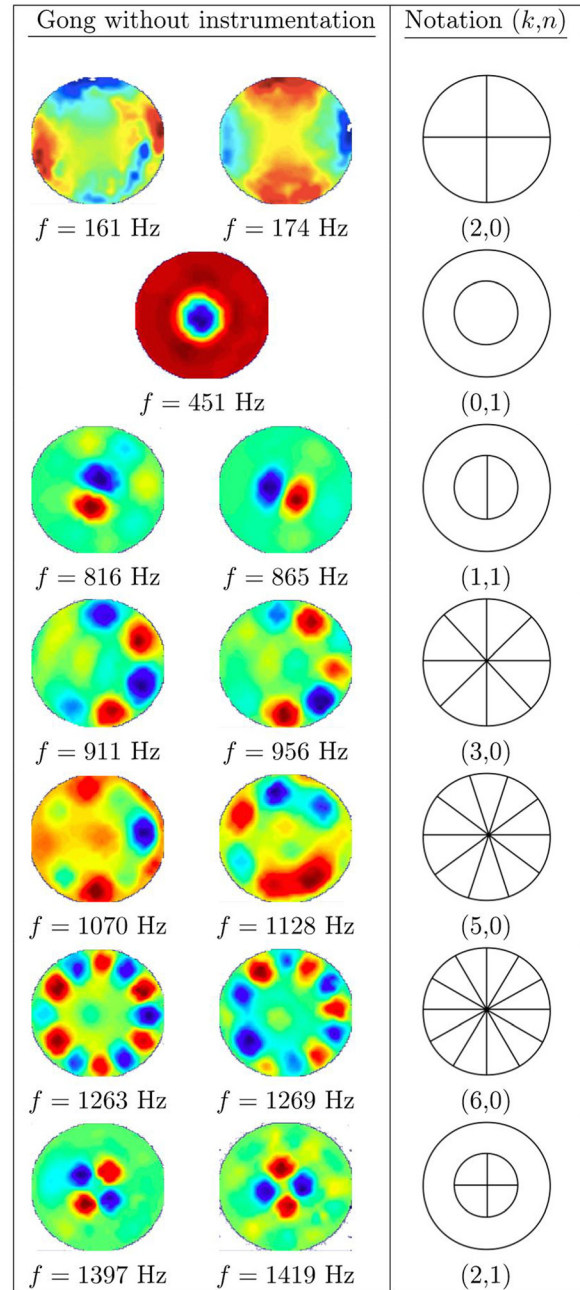 Gong without instrumentation Notation (k,n)
f = 161 Hz f = 174 Hz (2,0)
f = 451 Hz (0,1)
f = 816 Hz f = 865 Hz (1,1)
f = 911 Hz f = 956 Hz (3,0)
f = 1070 Hz f = 1128 Hz (5,0)
f = 1263 Hz f = 1269 Hz (6,0)
f = 1397 Hz f = 1419 Hz (2,1)